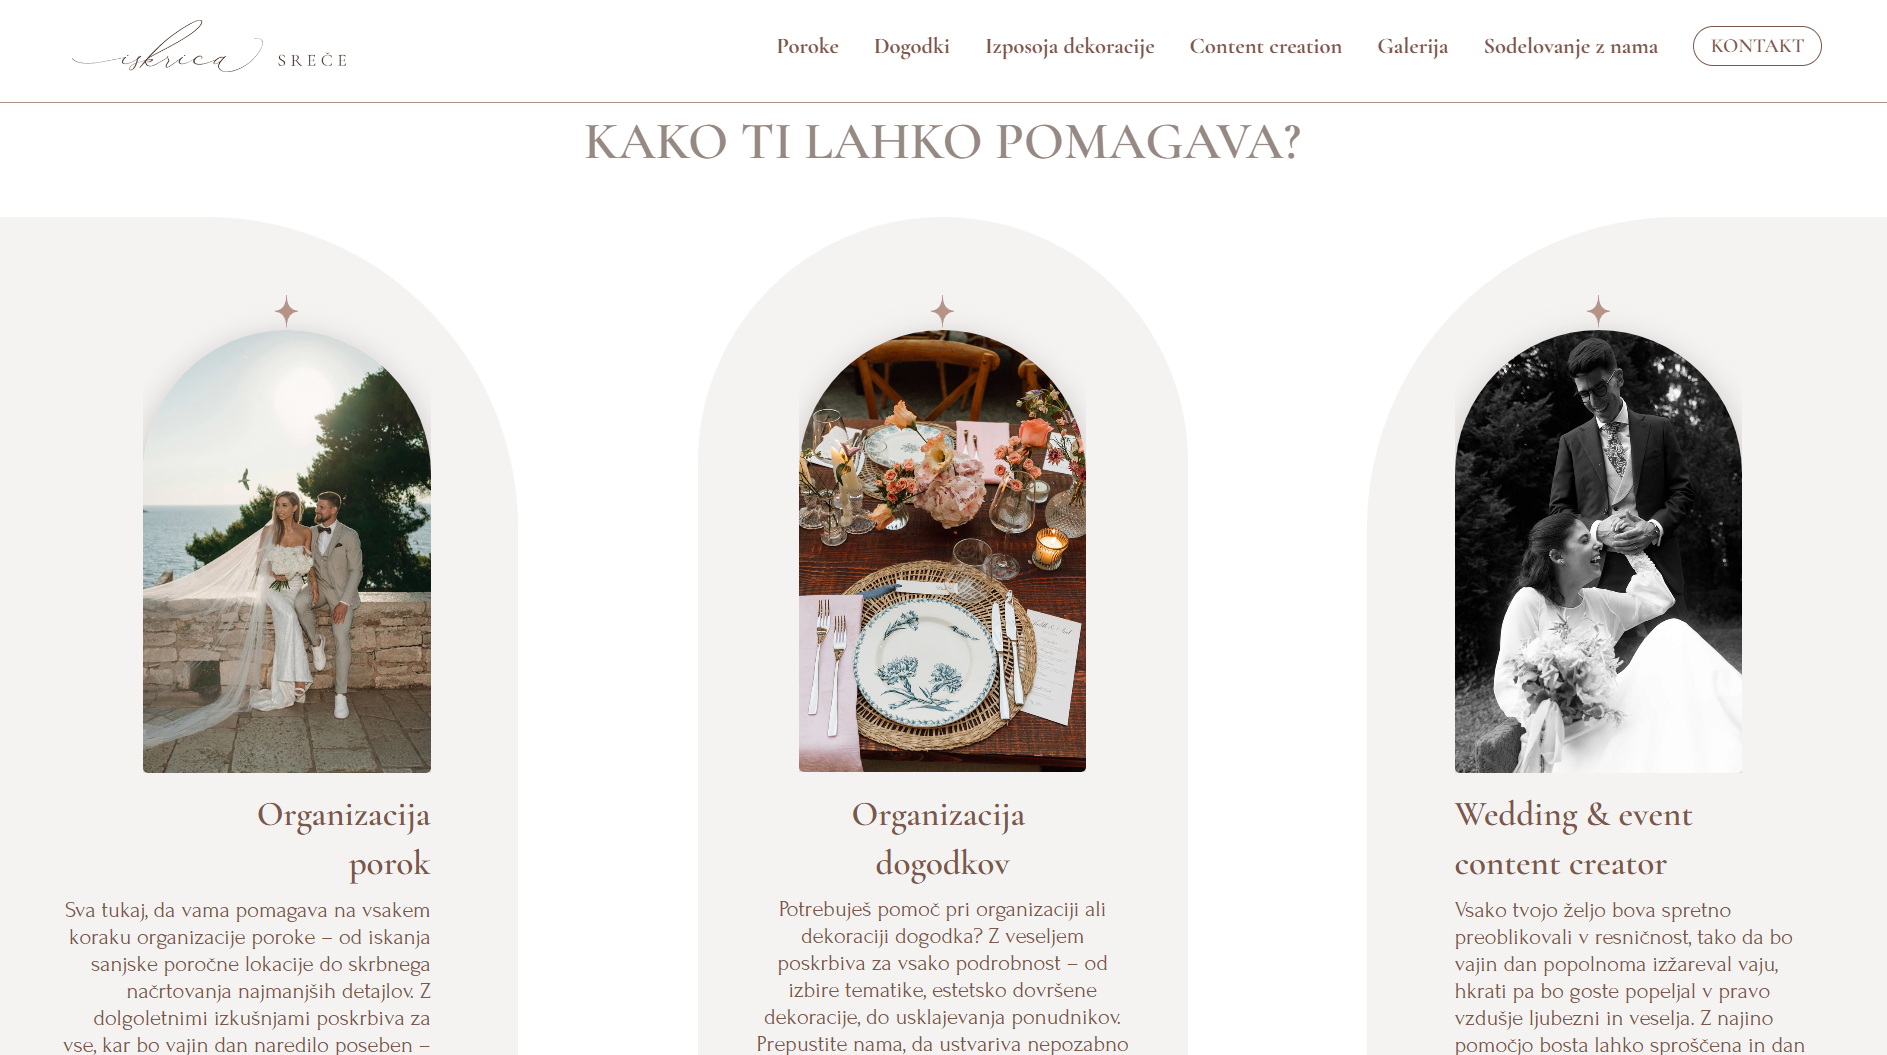 iskrica SREČE
Poroke Dogodki Izposoja dekoracije Content creation Galerija Sodelovanje z nama KONTAKT
KAKO TI LAHKO POMAGAVA?
Organizacija
porok
Sva tukaj, da vama pomagava na vsakem
koraku organizacije poroke – od iskanja
sanjske poročne lokacije do skrbnega
načrtovanja najmanjših detajlov. Z
dolgoletnimi izkušnjami poskrbiva za
vse, kar bo vajin dan naredilo poseben –
Organizacija
dogodkov
Potrebuješ pomoč pri organizaciji ali
dekoraciji dogodka? Z veseljem
poskrbiva za vsako podrobnost – od
izbire tematike, estetsko dovršene
dekoracije, do usklajevanja ponudnikov.
Prepustite nama, da ustvariva nepozabno
Wedding & event
content creator
Vsako tvojo željo bova spretno
preoblikovali v resničnost, tako da bo
vajin dan popolnoma izžareval vaju,
hkrati pa bo goste popeljal v pravo
vzdušje ljubezni in veselja. Z najino
pomočjo bosta lahko sproščena in dan